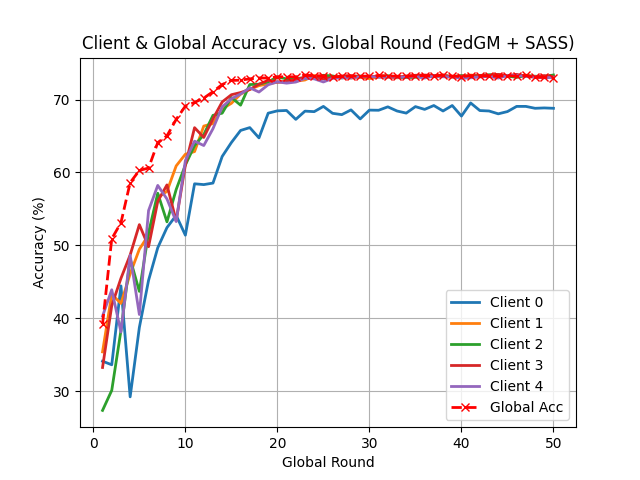 Client & Global Accuracy vs. Global Round (FedGM + SASS)
Accuracy (%)
70
60
50
40
30
0
10
20
30
40
50
Global Round
Client 0
Client 1
Client 2
Client 3
Client 4
Global Acc